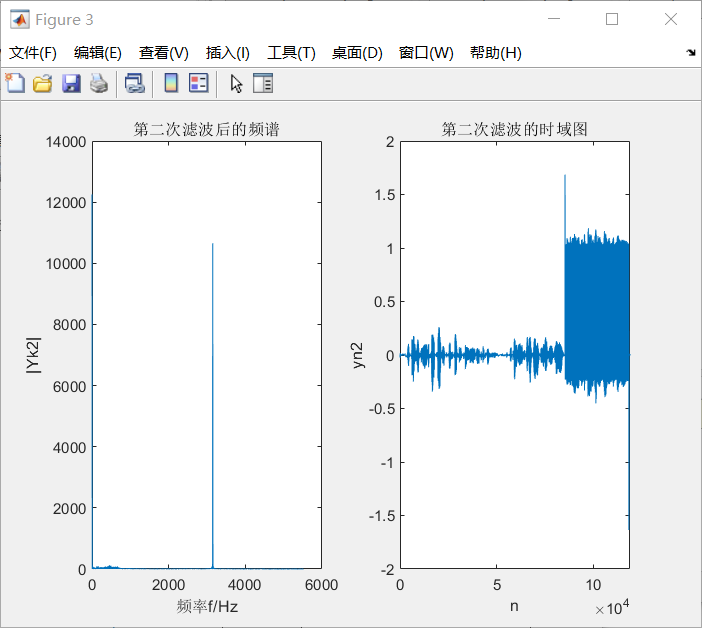 Figure 3
文件(F) 编辑(E) 查看(V) 插入(I) 工具(T) 桌面(D) 窗口(W) 帮助(H)
第二次滤波后的频谱
14000
12000
10000
8000
6000
4000
2000
0
|Yk2|
0 2000 4000 6000
频率f/Hz
第二次滤波的时域图
2
1.5
1
0.5
0
-0.5
-1
-1.5
-2
yn2
0 5 10
n
×10^4